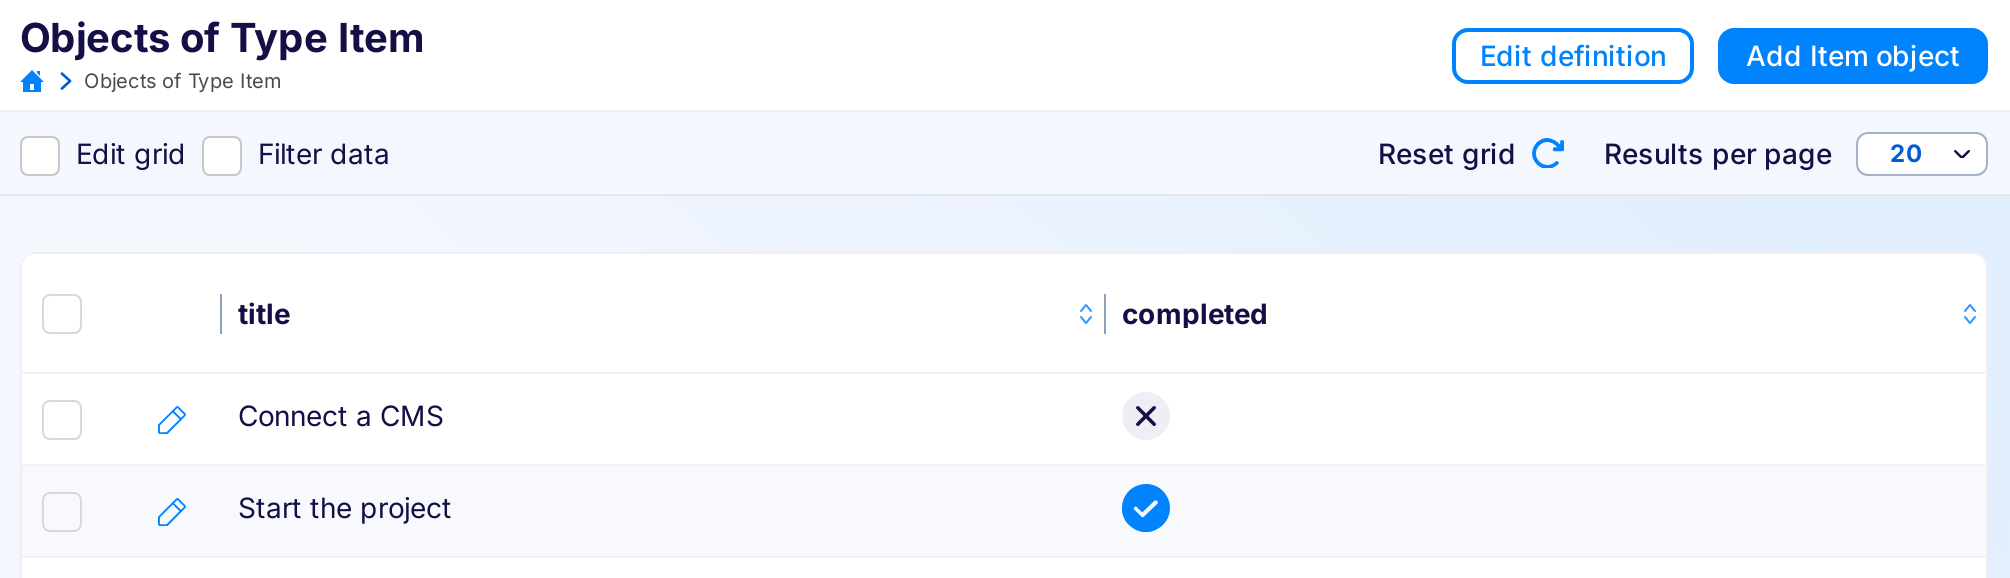 Objects of Type Item
Objects of Type Item
Edit definition
Add Item object
Edit grid
Filter data
Reset grid
Results per page
20
title
completed
Connect a CMS
Start the project